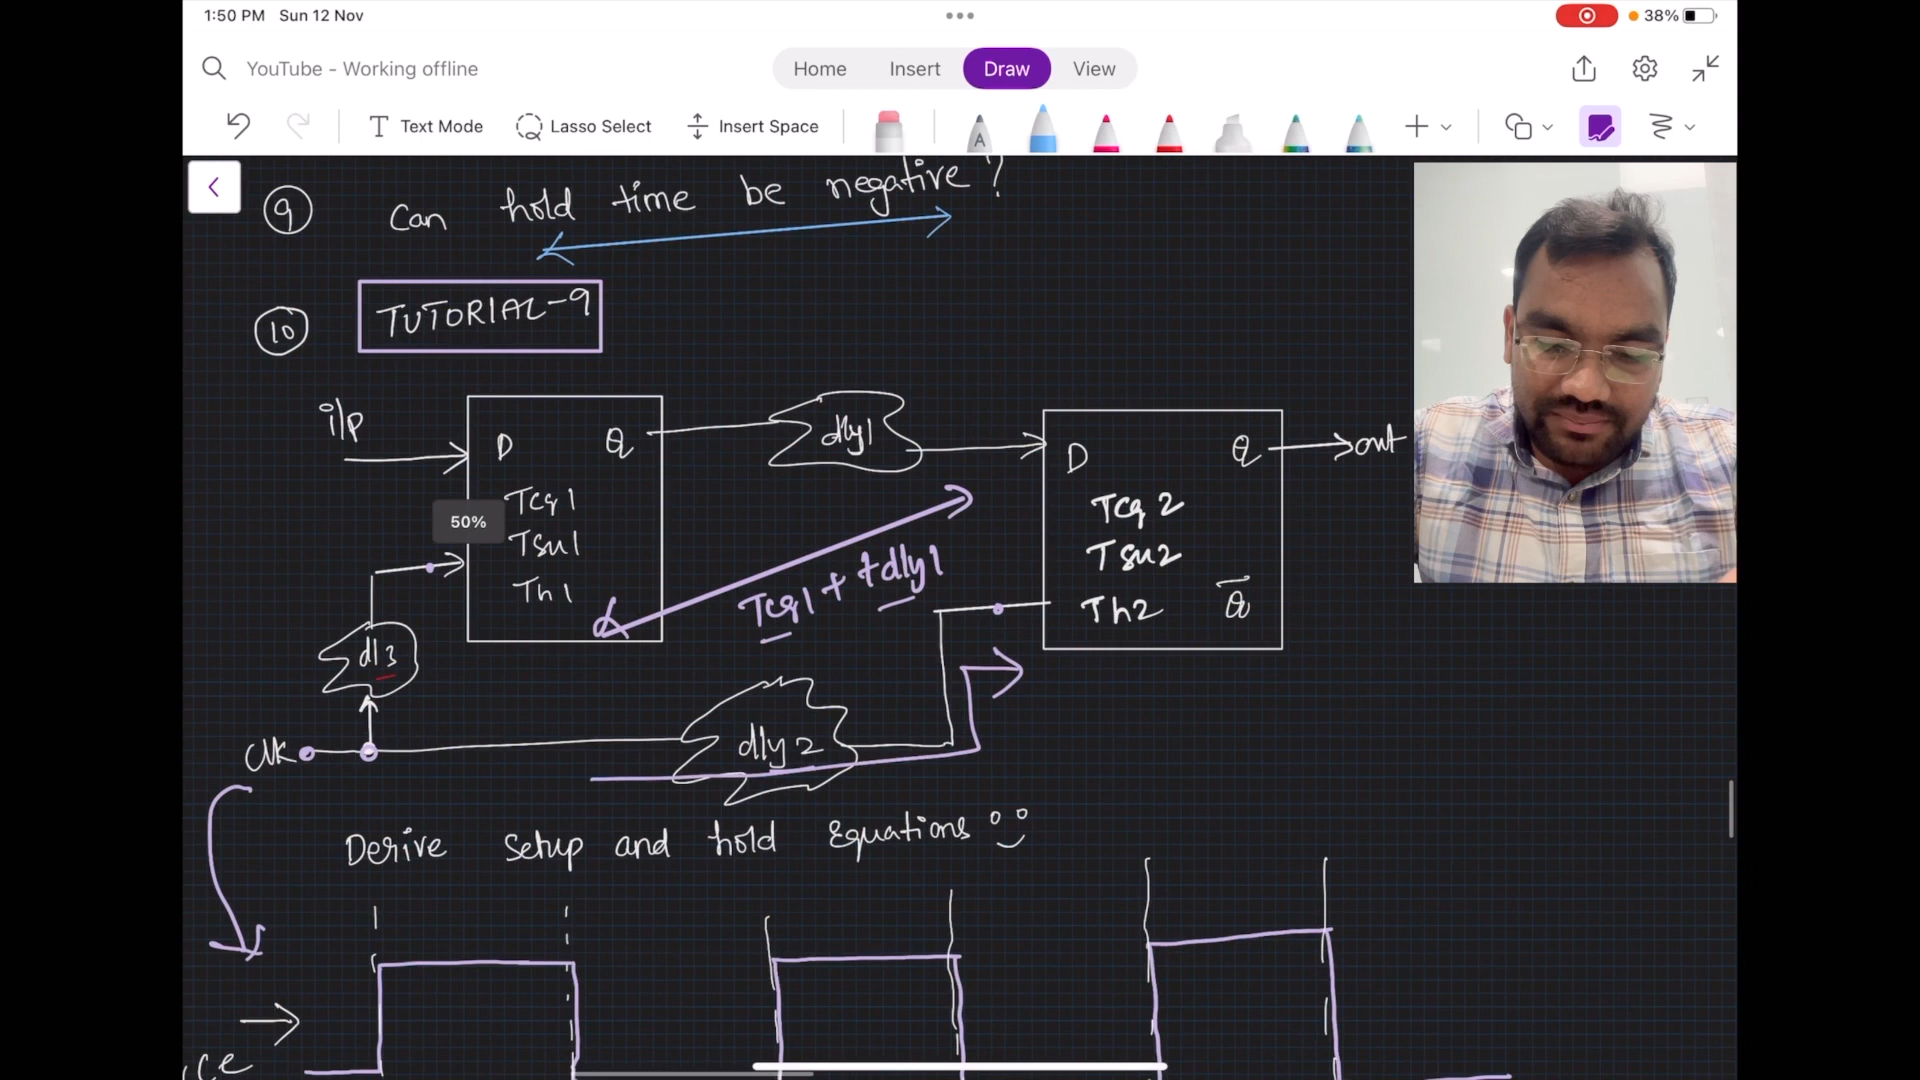 1:50 PM Sun 12 Nov
38%
YouTube - Working offline
Home Insert Draw View
Text Mode Lasso Select Insert Space
A
9 Can hold time be negative?
10 TUTORIAL-9
i/p D Q dly1 D Q out
Tcq1 Tcq2
50%
Tsu1 Tsu2
Th1 Tcq1 + tdly1 Th2 Q̅
dl3
clk dly2
Derive Setup and hold Equations
ce